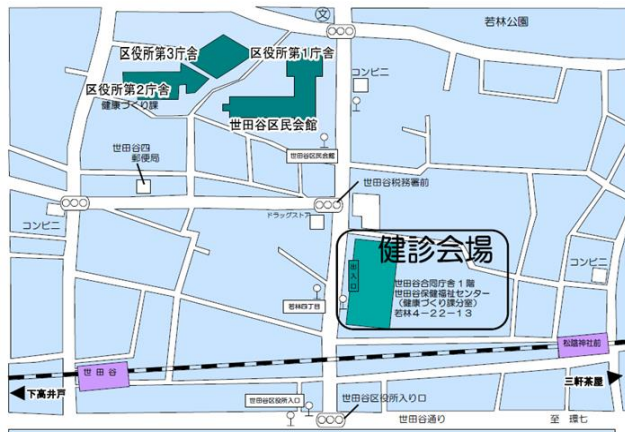 文
若林公園
区役所第3庁舎
区役所第1庁舎
区役所第2庁舎
健康づくり課
コンビニ
世田谷区民会館
世田谷四
郵便局
世田谷区民会館
世田谷税務署前
ドラッグストア
コンビニ
健診会場
コンビニ
世田谷合同庁舎1階
世田谷保健福祉センター
(健康づくり課分室)
若林4-22-13
若林四丁目
松陰神社前
世田谷
下高井戸
三軒茶屋
世田谷区役所入口
世田谷区役所入り口
世田谷通り
至 環七